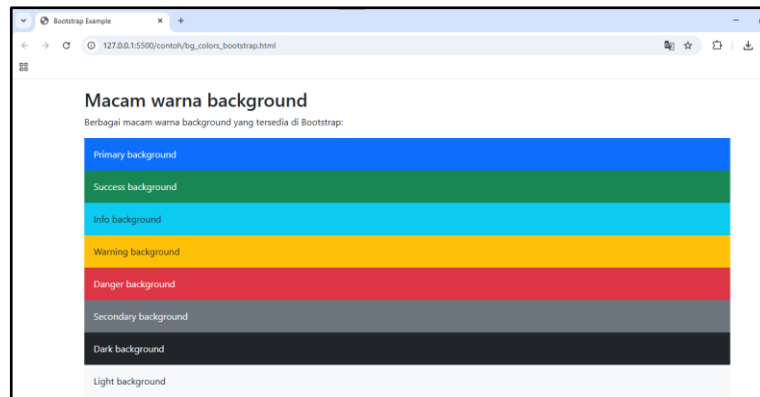 Bootstrap Example
127.0.0.1:5500/contoh/bg_colors_bootstrap.html
Macam warna background
Berbagai macam warna background yang tersedia di Bootstrap:
Primary background
Success background
Info background
Warning background
Danger background
Secondary background
Dark background
Light background